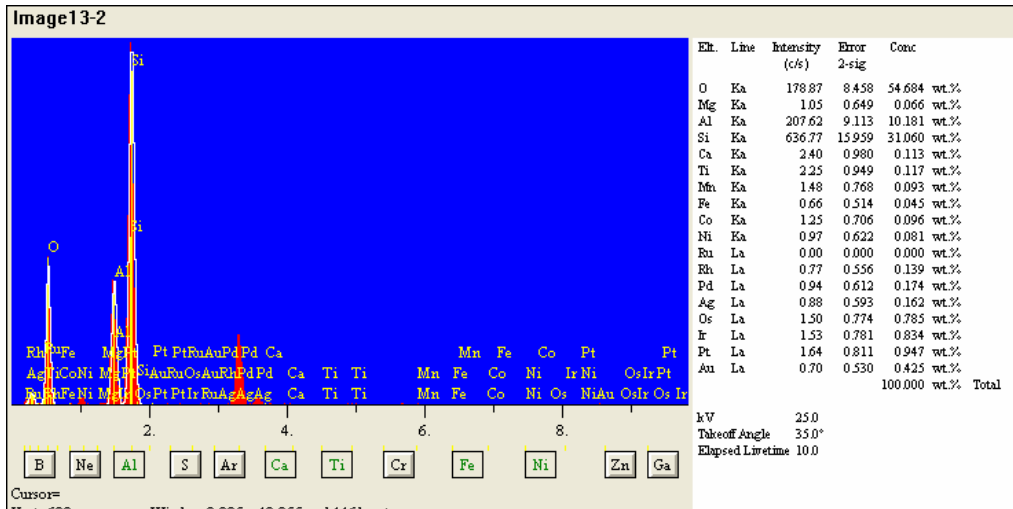 Image13-2
Elt. Line Intensity Error Conc
(c/s) 2-sig
O Ka 178.87 8.458 54.684 wt.%
Mg Ka 1.05 0.649 0.066 wt.%
Al Ka 207.62 9.113 10.181 wt.%
Si Ka 636.77 15.959 31.060 wt.%
Ca Ka 2.40 0.980 0.113 wt.%
Ti Ka 2.25 0.949 0.117 wt.%
Mn Ka 1.48 0.768 0.093 wt.%
Fe Ka 0.66 0.514 0.045 wt.%
Co Ka 1.25 0.706 0.096 wt.%
Ni Ka 0.97 0.622 0.081 wt.%
Ru La 0.00 0.000 0.000 wt.%
Rh La 0.77 0.556 0.139 wt.%
Pd La 0.94 0.612 0.174 wt.%
Ag La 0.88 0.593 0.162 wt.%
Os La 1.50 0.774 0.785 wt.%
Ir La 1.53 0.781 0.834 wt.%
Pt La 1.64 0.811 0.947 wt.%
Au La 0.70 0.530 0.425 wt.%
100.000 wt.% Total
kV 25.0
Takeoff Angle 35.0°
Elapsed Livetime 10.0
Si
Si
O
Al
Al
Rh Ru Fe Mg Pt Pt Pt Ru Au Pd Pd Ca Mn Fe Co Pt Pt
Ag Ti Co Ni Mg Pt Si Au Ru Os Au Rh Pd Pd Ca Ti Ti Mn Fe Co Ni Ir Ni Os Ir Pt
Ru Rh Fe Ni Mg Os Pt Pt Ir Ru Ag Ag Ag Ca Ti Ti Mn Fe Co Ni Os Ni Au Os Ir Os Ir
2. 4. 6. 8.
B Ne Al S Ar Ca Ti Cr Fe Ni Zn Ga
Cursor=